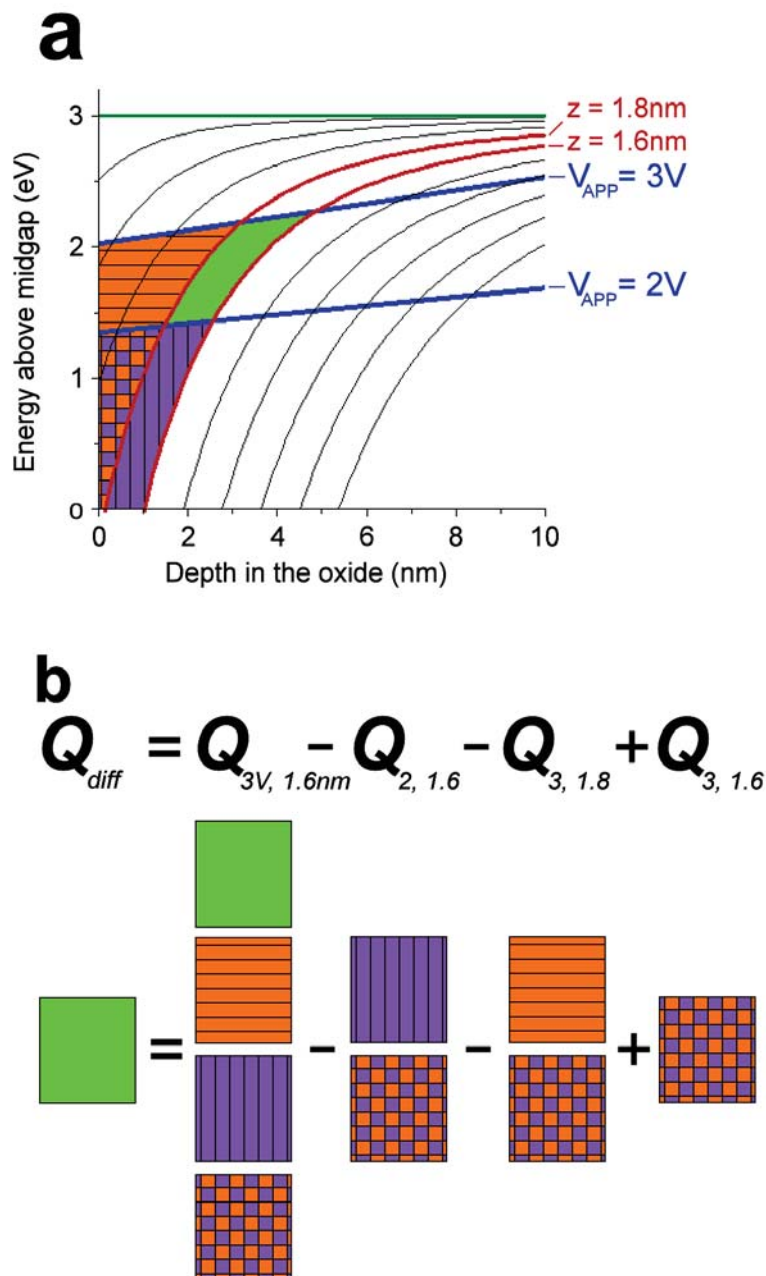 a
z = 1.8nm
z = 1.6nm
V_APP = 3V
V_APP = 2V
3
2
1
0
Energy above midgap (eV)
0 2 4 6 8 10
Depth in the oxide (nm)
b
Q_diff = Q_3V, 1.6nm - Q_2, 1.6 - Q_3, 1.8 + Q_3, 1.6
= - - +